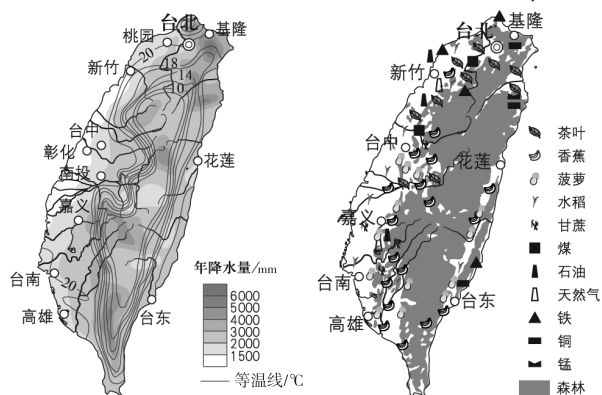 台北
基隆
桃园
20
18
14
10
新竹
台中
彰化
南投
花莲
嘉义
台南
20
高雄
台东
年降水量/mm
6000
5000
4000
3000
2000
1500
等温线/℃
台北
基隆
新竹
台中
花莲
嘉义
台南
高雄
台东
茶叶
香蕉
菠萝
水稻
甘蔗
煤
石油
天然气
铁
铜
锰
森林